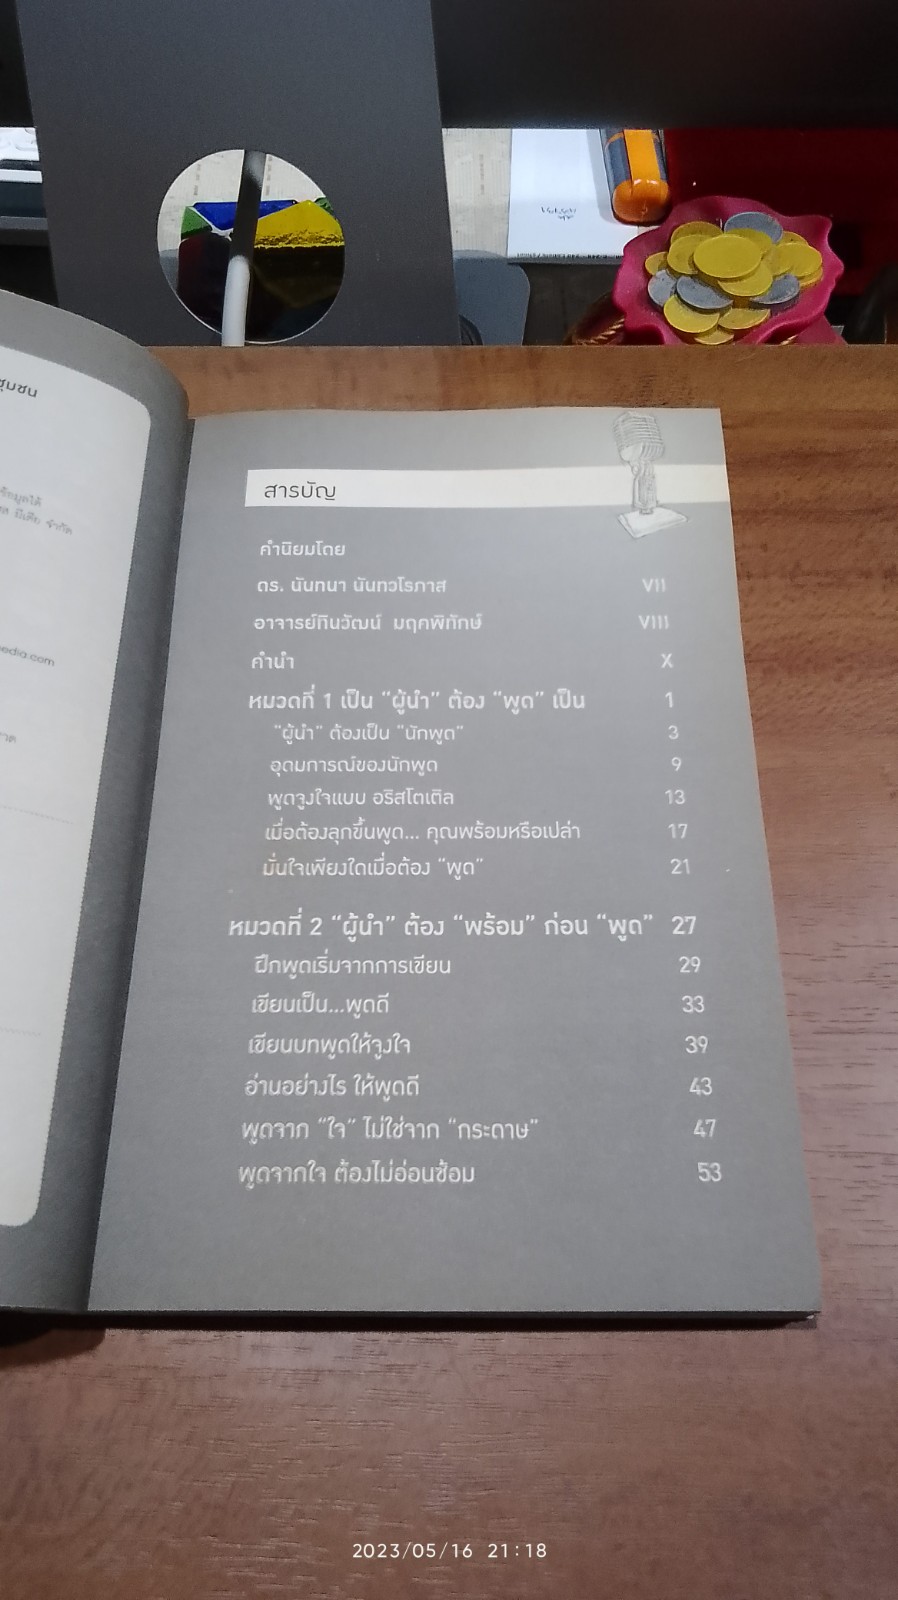 ชุมชน
มีเดีย จำกัด
edia.com
สารบัญ
คำนิยมโดย
ดร. นันทนา นันทวโรภาส VII
อาจารย์ทินวัฒน์ มฤคพิทักษ์ VIII
คำนำ X
หมวดที่ 1 เป็น "ผู้นำ" ต้อง "พูด" เป็น 1
"ผู้นำ" ต้องเป็น "นักพูด" 3
อุดมการณ์ของนักพูด 9
พูดจูงใจแบบ อริสโตเติล 13
เมื่อต้องลุกขึ้นพูด... คุณพร้อมหรือเปล่า 17
มั่นใจเพียงใดเมื่อต้อง "พูด" 21
หมวดที่ 2 "ผู้นำ" ต้อง "พร้อม" ก่อน "พูด" 27
ฝึกพูดเริ่มจากการเขียน 29
เขียนเป็น...พูดดี 33
เขียนบทพูดให้จูงใจ 39
อ่านอย่างไร ให้พูดดี 43
พูดจาก "ใจ" ไม่ใช่จาก "กระดาษ" 47
พูดจากใจ ต้องไม่อ่อนซ้อม 53
2023/05/16 21:18